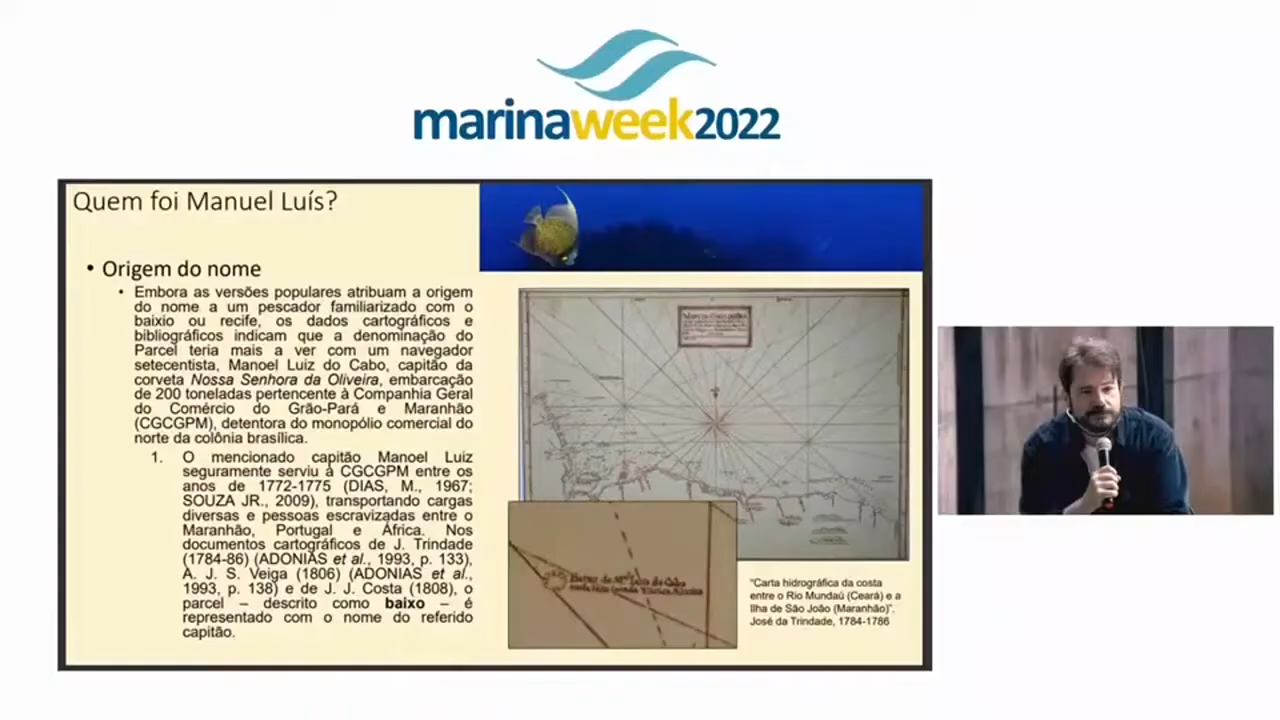 marinaweek2022
Quem foi Manuel Luís?
• Origem do nome
• Embora as versões populares atribuam a origem
do nome a um pescador familiarizado com o
baixio ou recife, os dados cartográficos e
bibliográficos indicam que a denominação do
Parcel teria mais a ver com um navegador
setecentista, Manoel Luiz do Cabo, capitão da
corveta Nossa Senhora da Oliveira, embarcação
de 200 toneladas pertencente à Companhia Geral
do Comércio do Grão-Pará e Maranhão
(CGCGPM), detentora do monopólio comercial do
norte da colônia brasílica.
1. O mencionado capitão Manoel Luiz
seguramente serviu à CGCGPM entre os
anos de 1772-1775 (DIAS, M., 1967;
SOUZA JR., 2009), transportando cargas
diversas e pessoas escravizadas entre o
Maranhão, Portugal e África. Nos
documentos cartográficos de J. Trindade
(1784-86) (ADONIAS et al., 1993, p. 133),
A. J. S. Veiga (1806) (ADONIAS et al.,
1993, p. 138) e de J. J. Costa (1808), o
parcel – descrito como baixo – é
representado com o nome do referido
capitão.
"Carta hidrográfica da costa
entre o Rio Mundaú (Ceará) e a
Ilha de São João (Maranhão)".
José da Trindade, 1784-1786